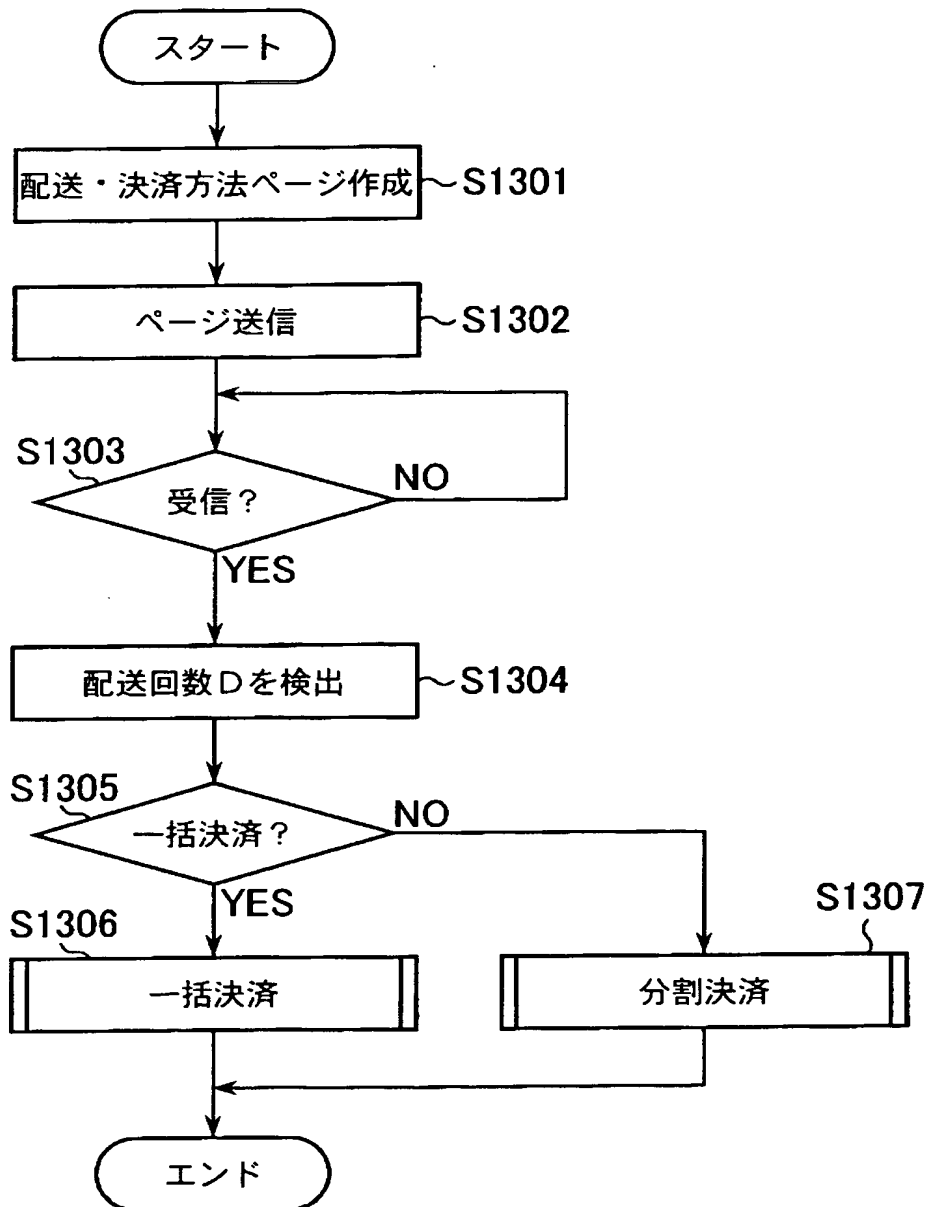 スタート
配送・決済方法ページ作成
S1301
ページ送信
S1302
S1303
受信？
NO
YES
配送回数Dを検出
S1304
S1305
一括決済？
NO
YES
S1306
一括決済
S1307
分割決済
エンド